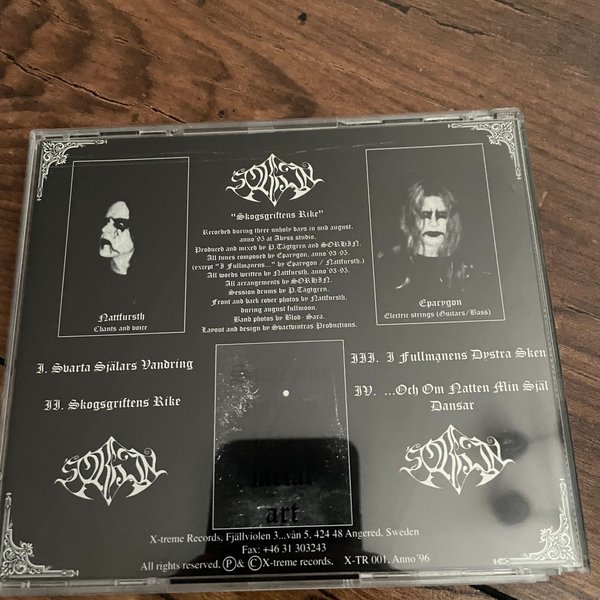 SORHIN
"Skogsgriftens Rike"
Recorded during three unholy days in mid august,
anno'95 at Abyss studio.
Produced and mixed by P.Tägtgren and SORHIN.
All tunes composed by Eparygon, anno'93-95.
(except "I Fullmånens..." by Eparygon / Nattfursth.)
All words written by Nattfursth, anno 93-95.
All arrangements by SORHIN.
Session drums by P.Tägtgren.
Front and back cover photos by Nattfursth,
during august fullmoon.
Band photos by Blod-Sara.
Layout and design by Svartvintras Productions.
Nattfursth
Chants and voice
Eparygon
Electric strings (Guitars/Bass)
I. Svarta Själars Vandring
II. Skogsgriftens Rike
III. I Fullmånens Dystra Sken
IV. ...Och Om Natten Min Själ
Dansar
SORHIN
SORHIN
Supreme
metal
art
X-treme Records, Fjällviolen 3...vån 5, 424 48 Angered, Sweden
Fax: +46 31 303243
All rights reserved, Ⓟ & © X-treme records, X-TR 001, Anno´96